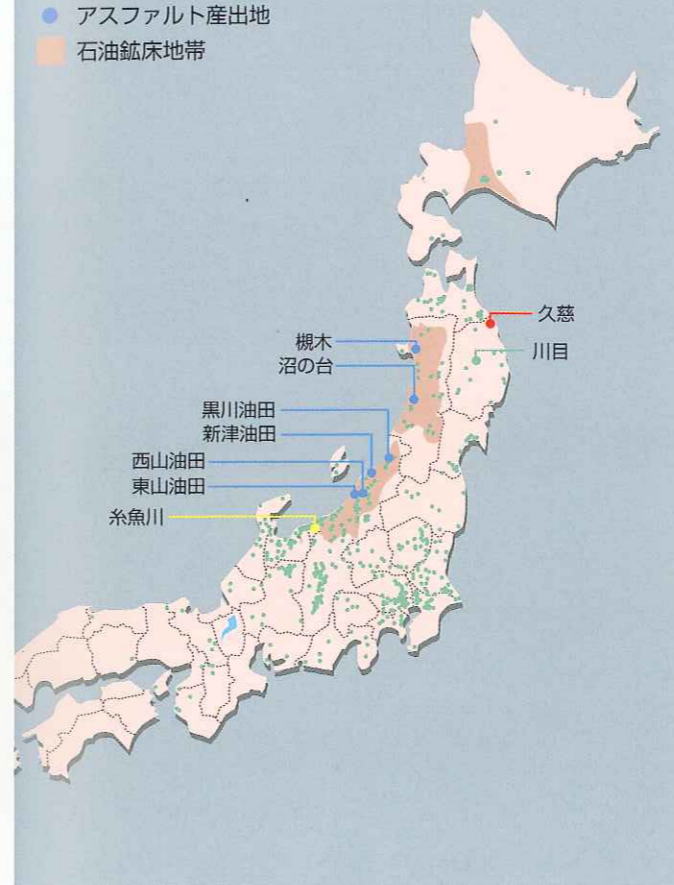 アスファルト産出地
石油鉱床地帯
久慈
槻木
川目
沼の台
黒川油田
新津油田
西山油田
東山油田
糸魚川